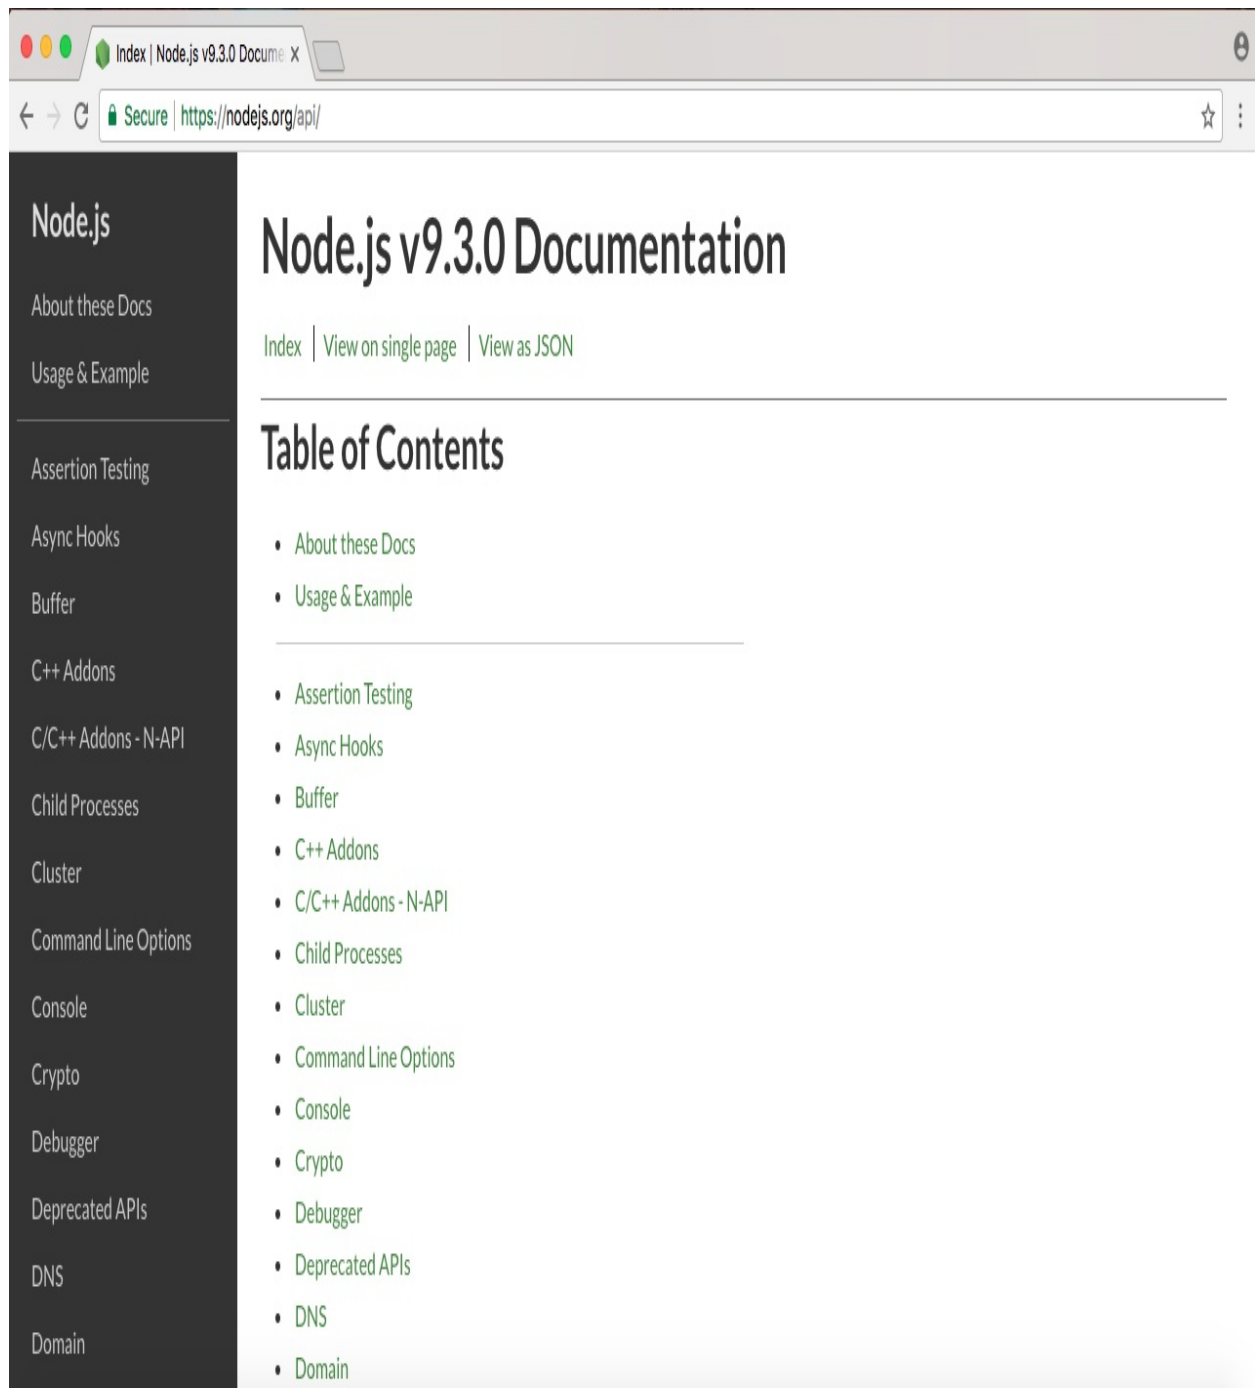 Index | Node.js v9.3.0 Docume
Secure | https://nodejs.org/api/
Node.js
About these Docs
Usage & Example
Assertion Testing
Async Hooks
Buffer
C++ Addons
C/C++ Addons - N-API
Child Processes
Cluster
Command Line Options
Console
Crypto
Debugger
Deprecated APIs
DNS
Domain
Node.js v9.3.0 Documentation
Index | View on single page | View as JSON
Table of Contents
• About these Docs
• Usage & Example
• Assertion Testing
• Async Hooks
• Buffer
• C++ Addons
• C/C++ Addons - N-API
• Child Processes
• Cluster
• Command Line Options
• Console
• Crypto
• Debugger
• Deprecated APIs
• DNS
• Domain